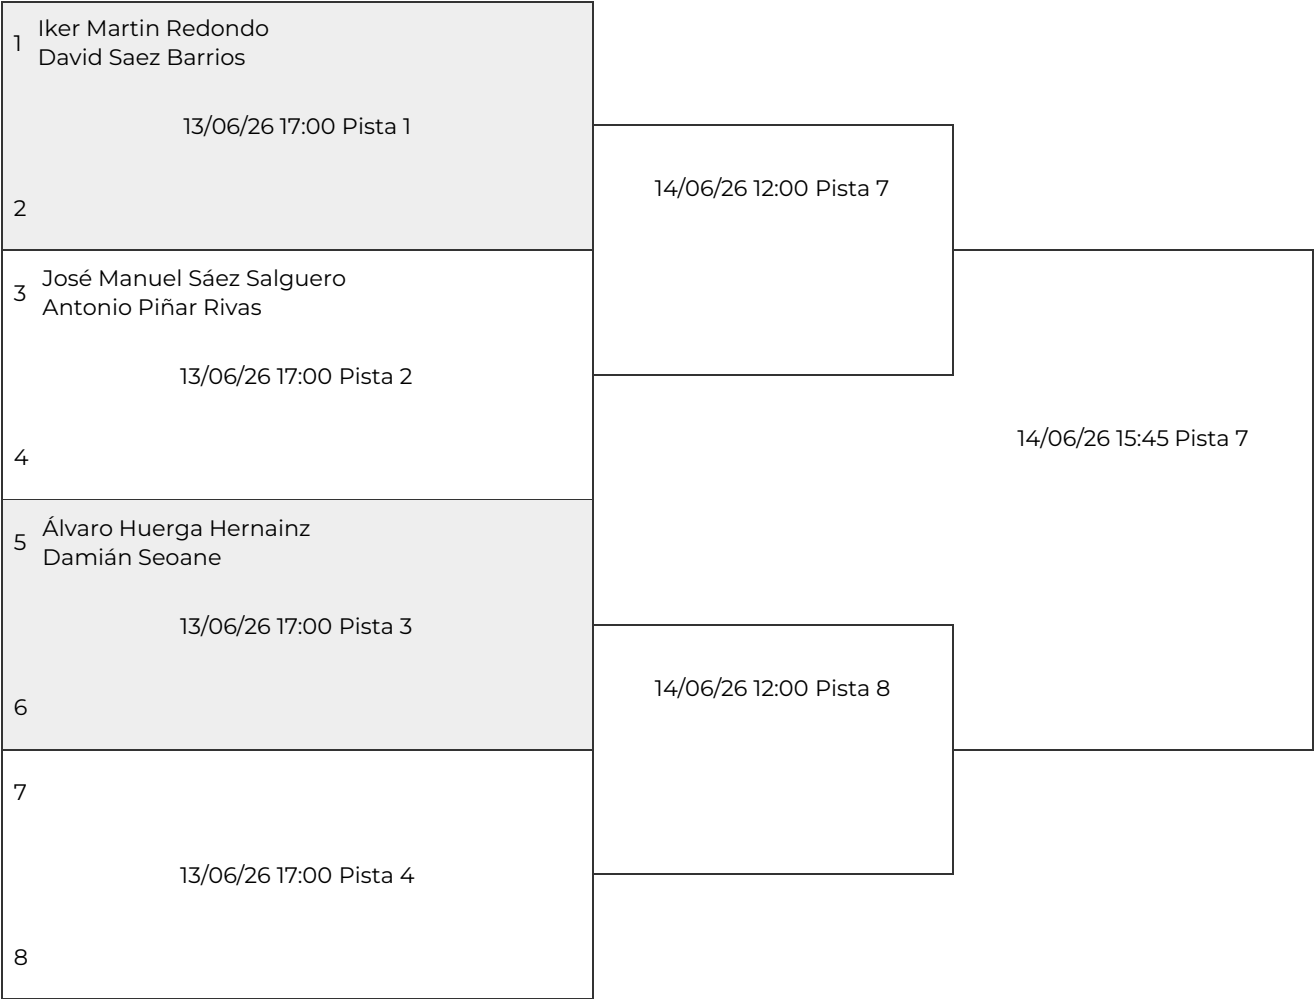 1
Iker Martin Redondo
David Saez Barrios
13/06/26 17:00 Pista 1
2
3
José Manuel Sáez Salguero
Antonio Piñar Rivas
13/06/26 17:00 Pista 2
4
5
Álvaro Huerga Hernainz
Damián Seoane
13/06/26 17:00 Pista 3
6
7
13/06/26 17:00 Pista 4
8
14/06/26 12:00 Pista 7
14/06/26 12:00 Pista 8
14/06/26 15:45 Pista 7